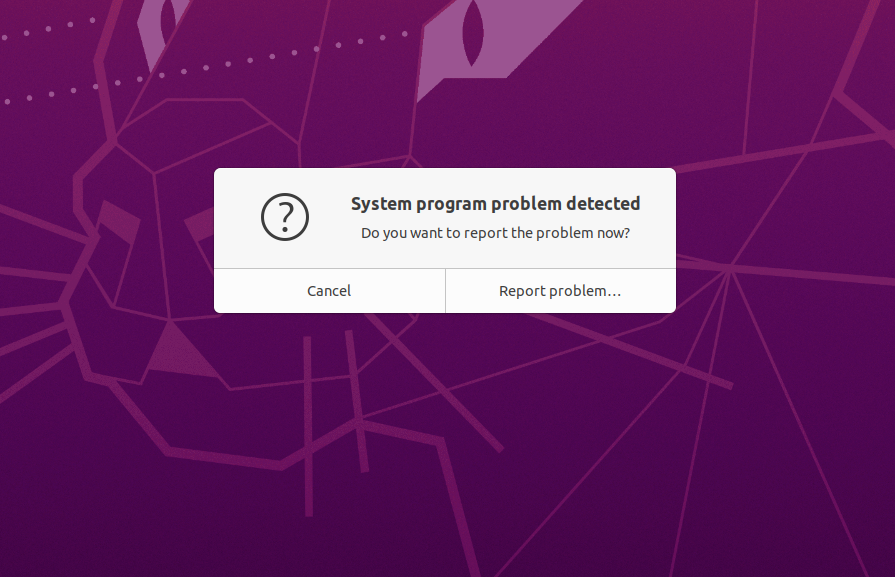 System program problem detected
Do you want to report the problem now?
Cancel
Report problem…